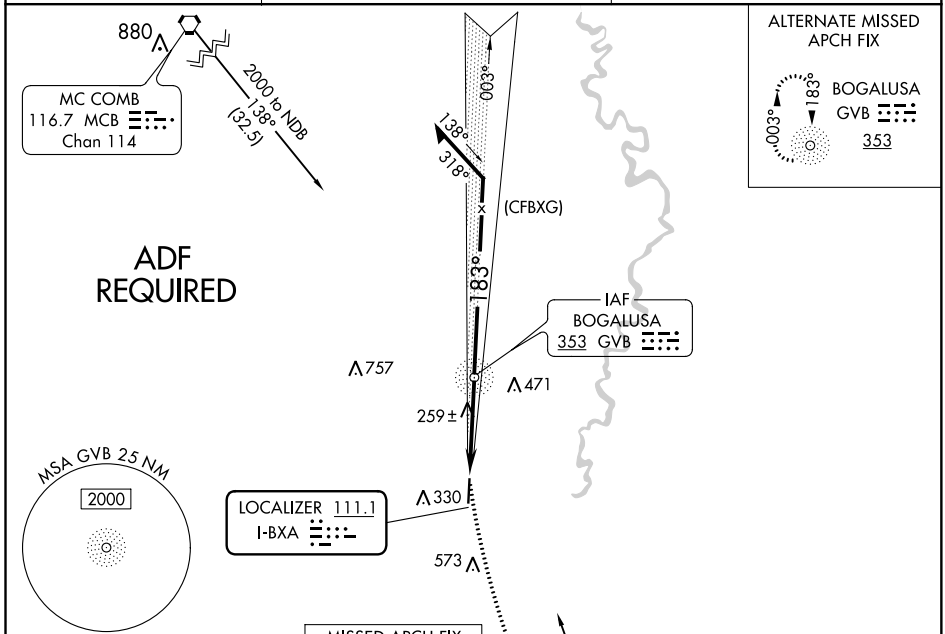 880
MC COMB
116.7 MCB
Chan 114
2000 to NDB
138°
(32.5)
003°
138°
318°
x (CFBXG)
183°
ALTERNATE MISSED
APCH FIX
003°
183°
BOGALUSA
GVB
353
ADF
REQUIRED
IAF
BOGALUSA
353 GVB
757
471
259±
MSA GVB 25 NM
2000
LOCALIZER 111.1
I-BXA
330
573
MISSED APCH FIX